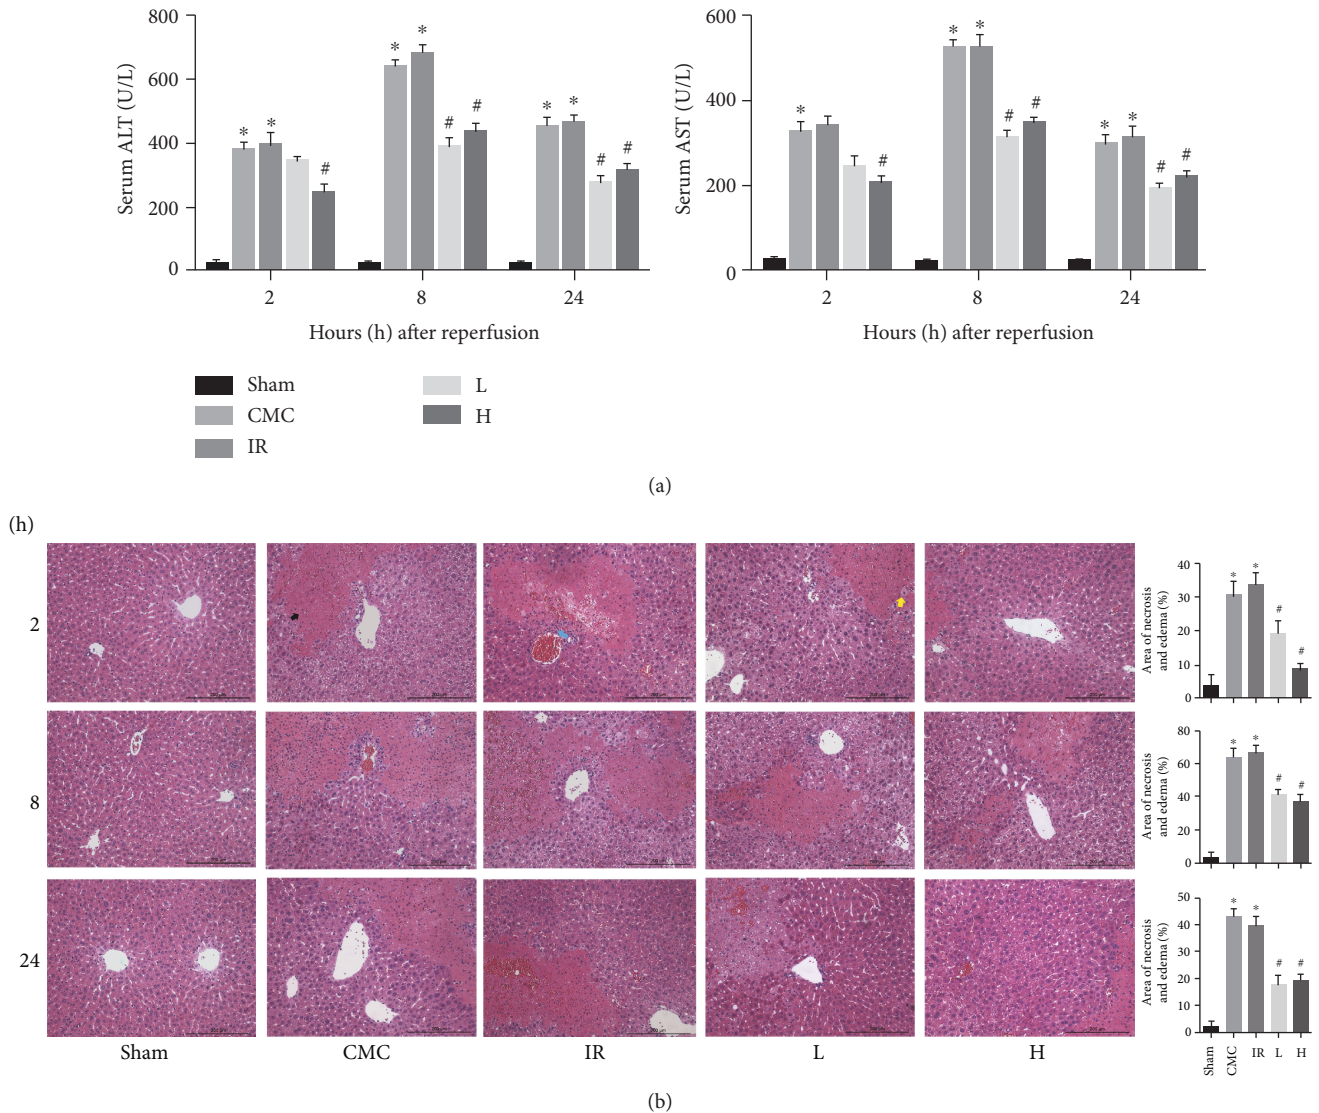 800
600
400
200
0
Serum ALT (U/L)
* * # * * # # * * # #
2 8 24
Hours (h) after reperfusion
600
400
200
0
Serum AST (U/L)
* # * * # # * * # #
2 8 24
Hours (h) after reperfusion
Sham
CMC
IR
L
H
(a)
(h)
2
8
24
Sham CMC IR L H
40
30
20
10
0
Area of necrosis
and edema (%)
* * # #
80
60
40
20
0
Area of necrosis
and edema (%)
* * # #
50
40
30
20
10
0
Area of necrosis
and edema (%)
* * # #
Sham CMC IR L H
(b)